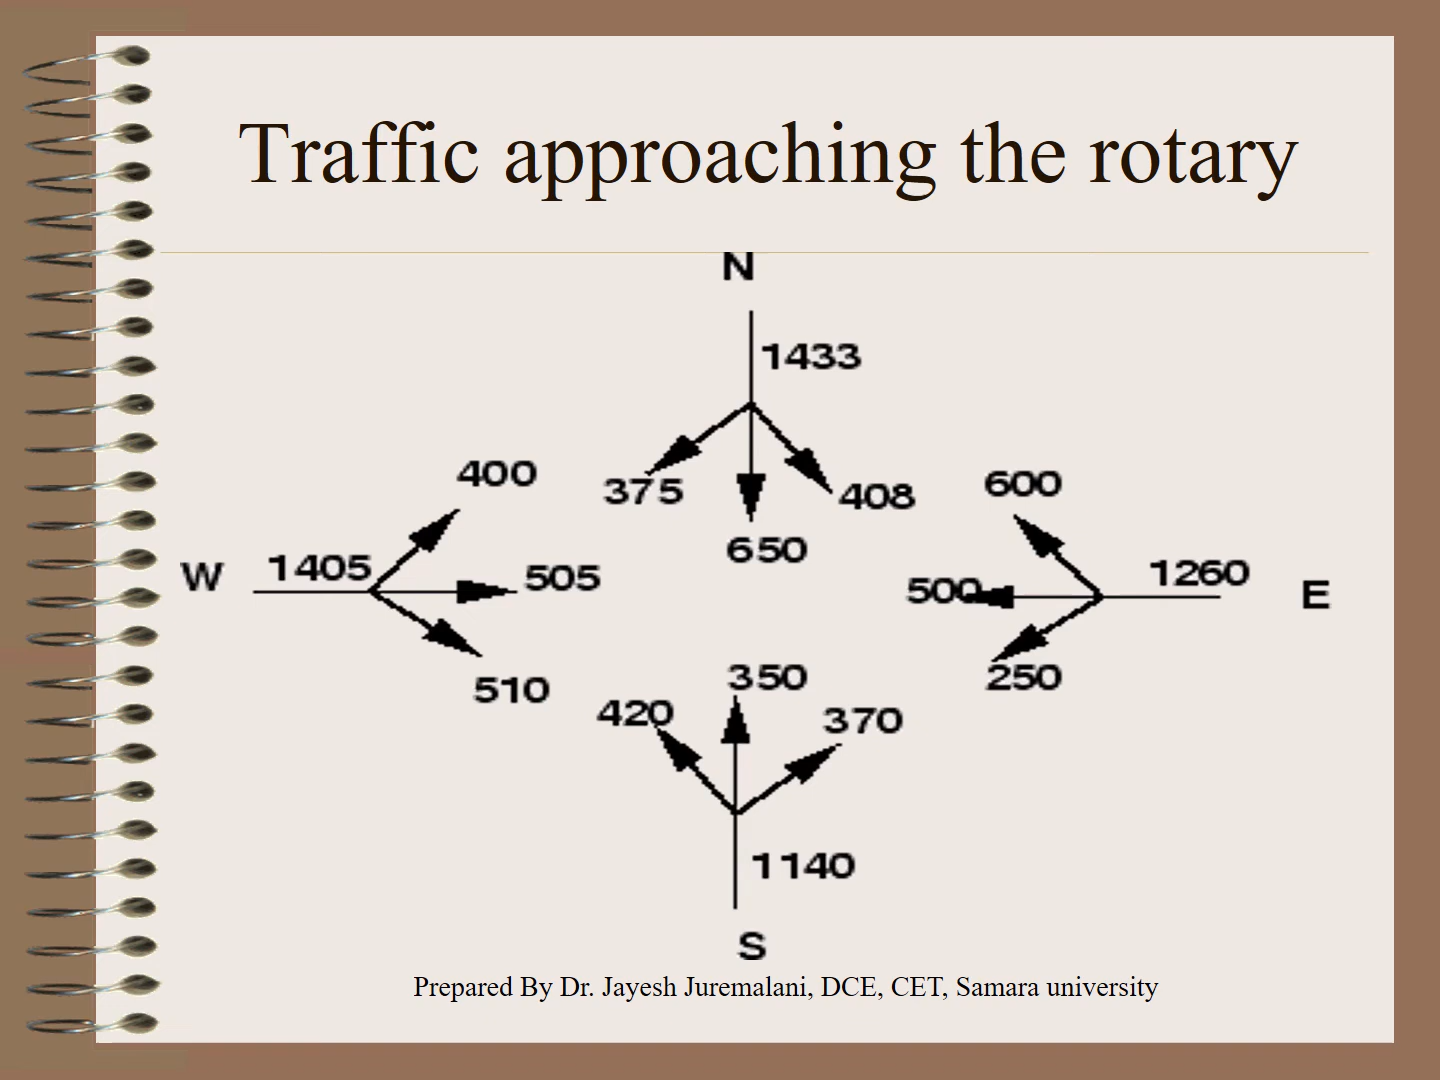 Traffic approaching the rotary
N
1433
400
375
408
600
650
W
1405
505
500
1260
E
510
420
350
370
250
1140
S
Prepared By Dr. Jayesh Juremalani, DCE, CET, Samara university